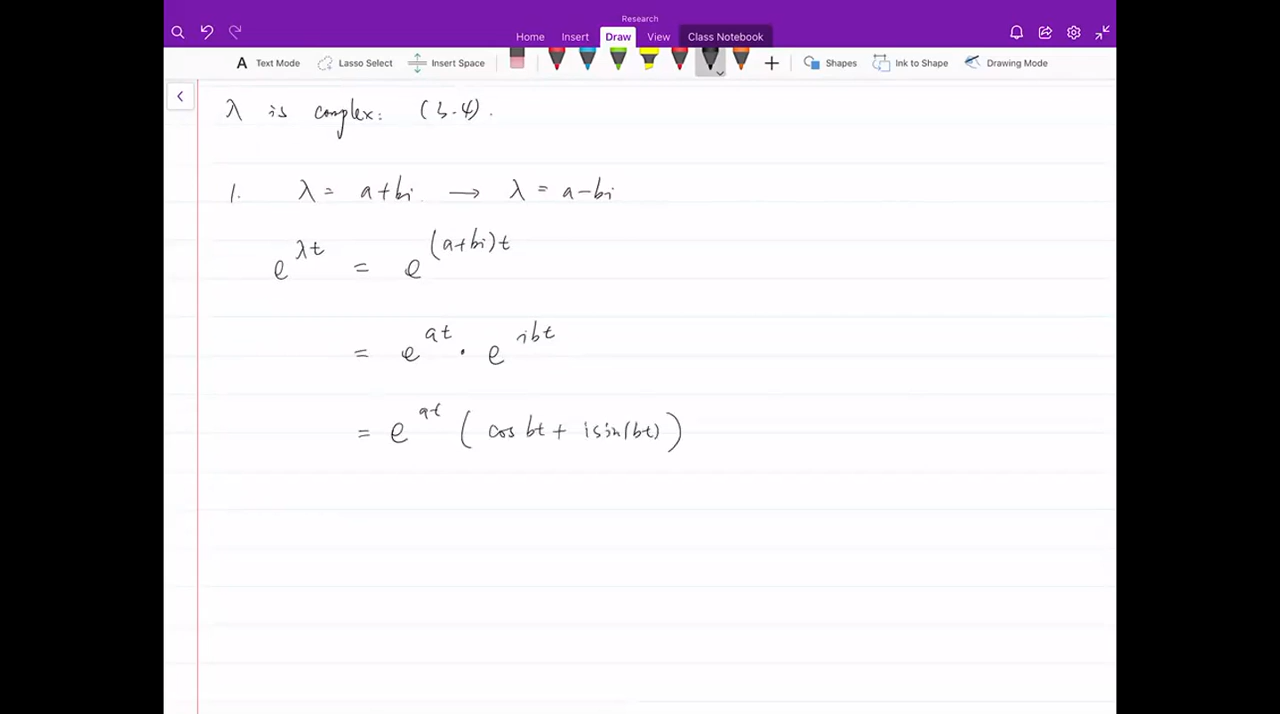 Research
Home Insert Draw View Class Notebook
A Text Mode Lasso Select Insert Space Shapes Ink to Shape Drawing Mode
λ is complex: (3.4).
1. λ = a+bi → λ = a-bi
e^{λt} = e^{(a+bi)t}
= e^{at} · e^{ibt}
= e^{at} ( cos bt + i sin(bt) )